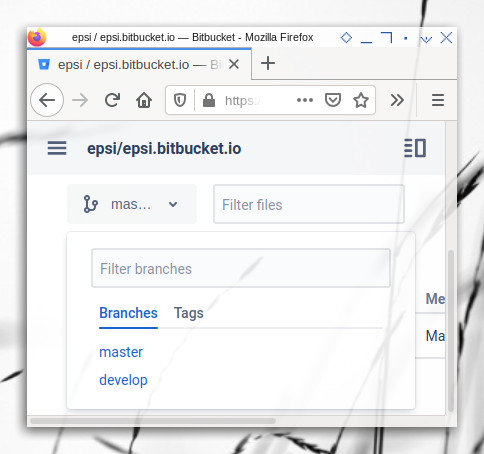 epsi / epsi.bitbucket.io — Bitbucket - Mozilla Firefox
epsi / epsi.bitbucket.io — B
https:
epsi/epsi.bitbucket.io
mas...
Filter files
Filter branches
Branches Tags
Me
master
Ma
develop